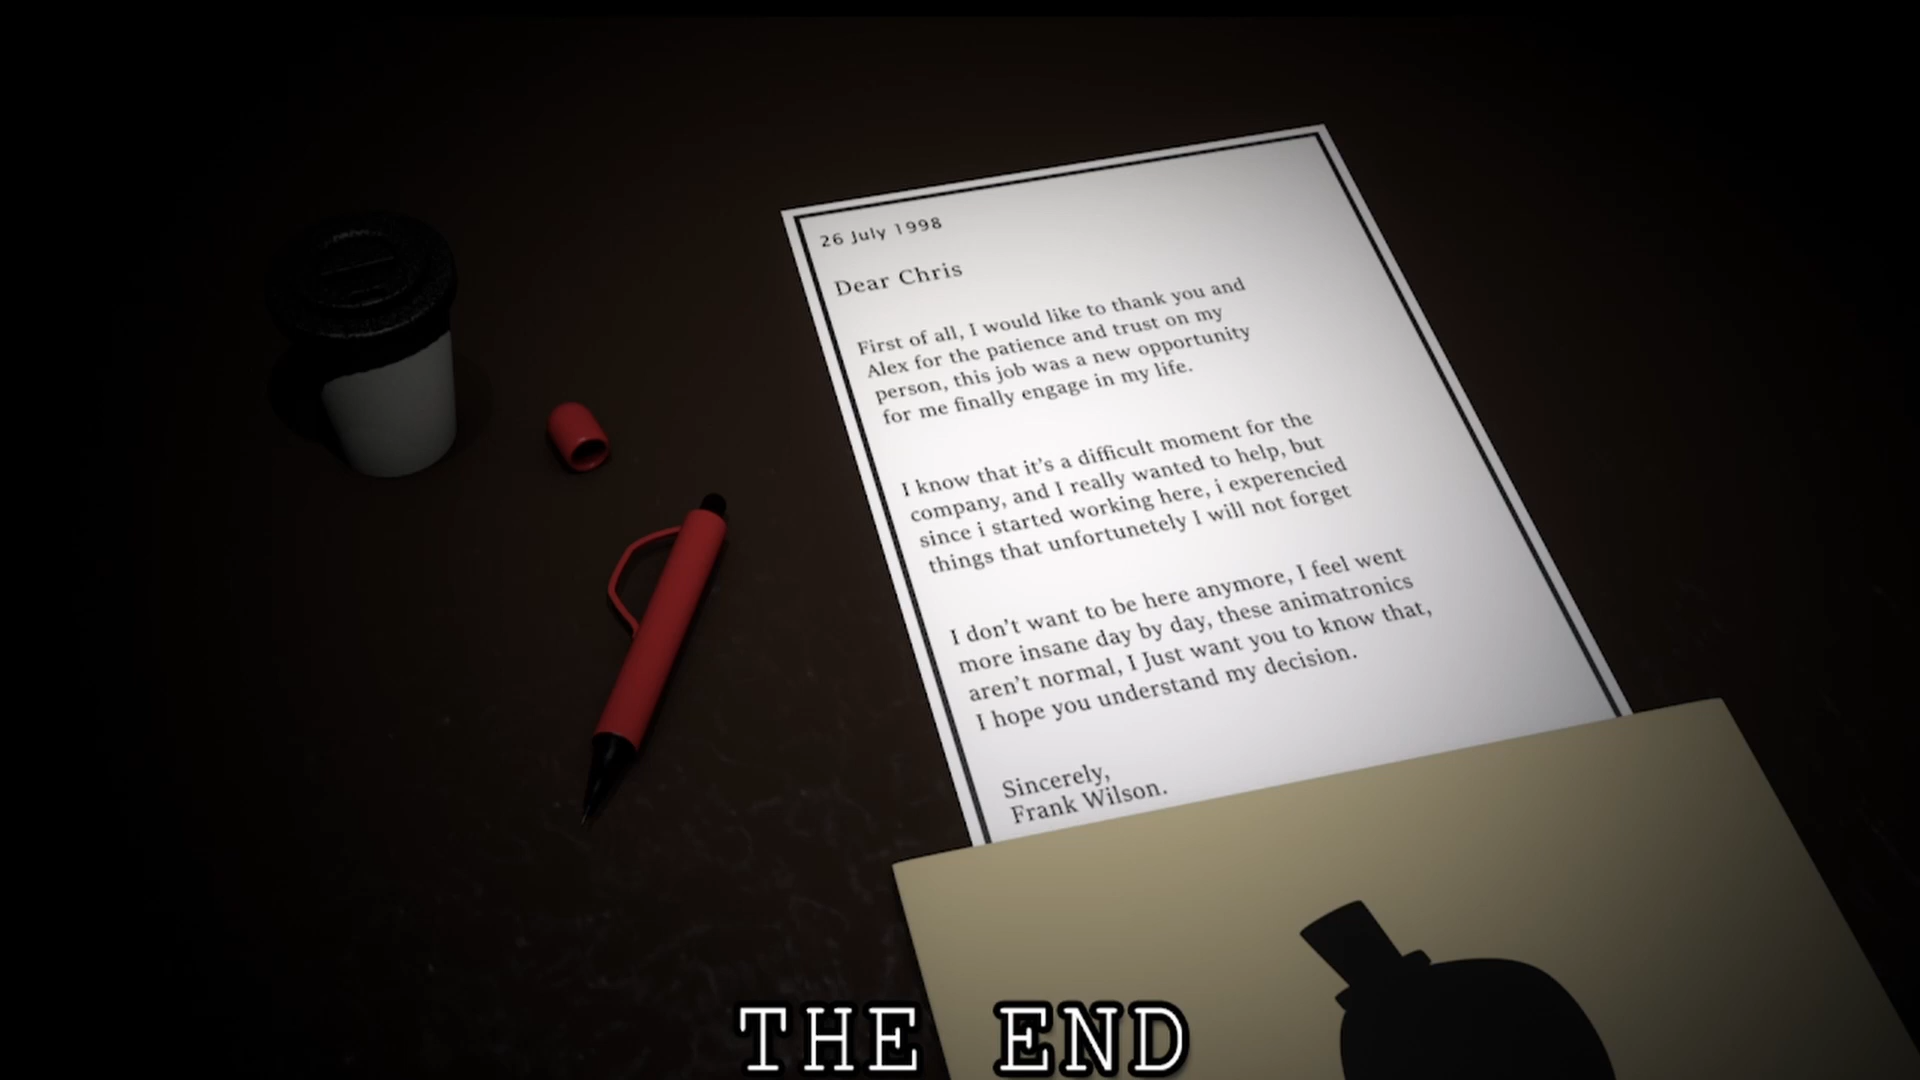 26 July 1998
Dear Chris
First of all, I would like to thank you and
Alex for the patience and trust on my
person, this job was a new opportunity
for me finally engage in my life.
I know that it's a difficult moment for the
company, and I really wanted to help, but
since i started working here, i experencied
things that unfortunetely I will not forget
I don't want to be here anymore, I feel went
more insane day by day, these animatronics
aren't normal, I Just want you to know that,
I hope you understand my decision.
Sincerely,
Frank Wilson.
THE END